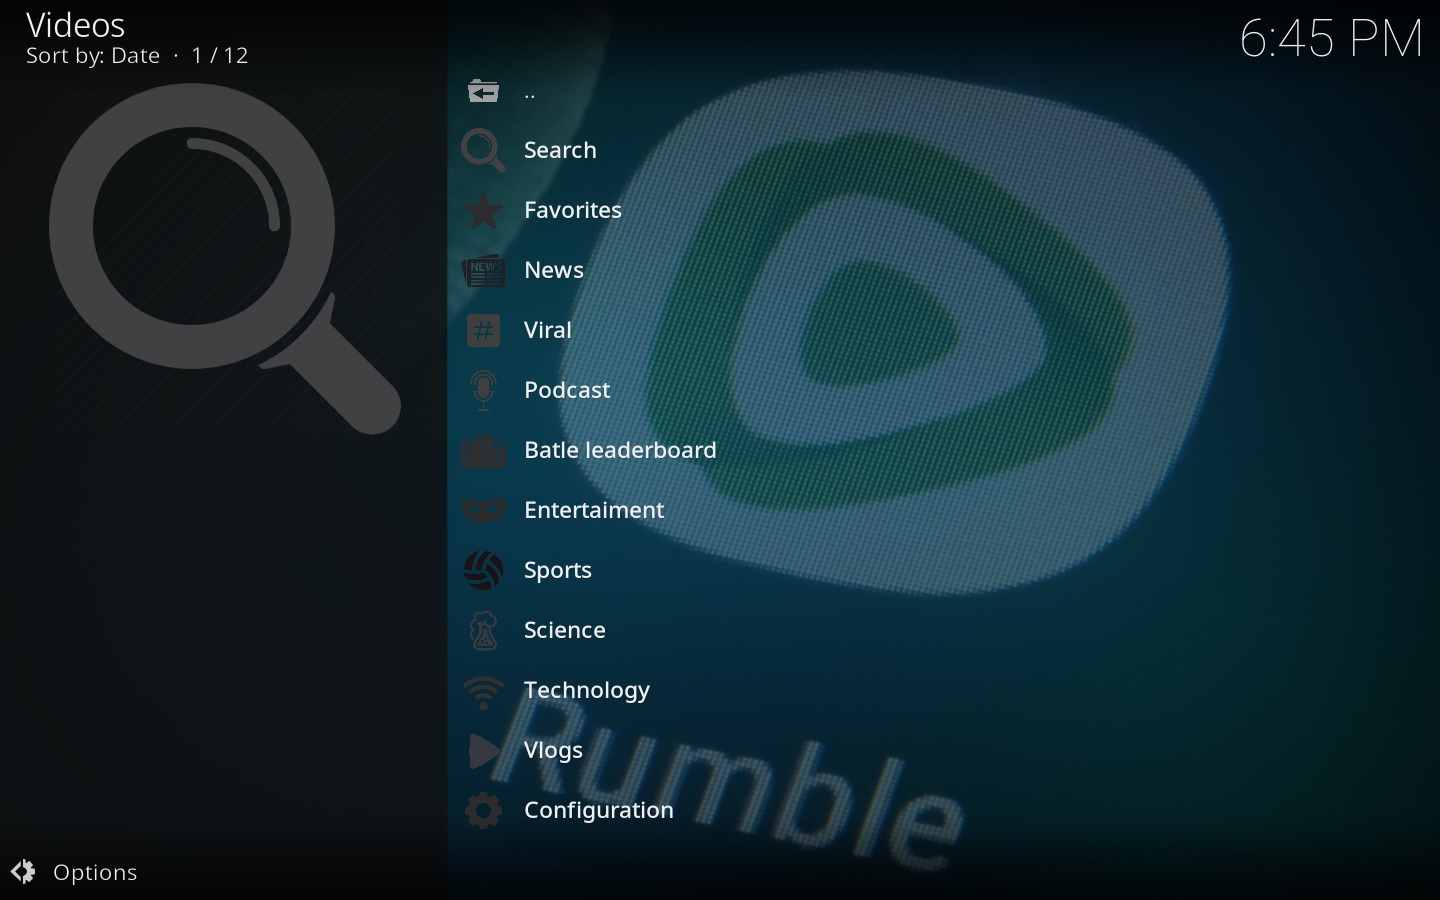 Videos
Sort by: Date · 1 / 12
6:45 PM
..
Search
Favorites
NEWS
News
#
Viral
Podcast
Batle leaderboard
Entertaiment
Sports
Science
Technology
Vlogs
Configuration
Rumble
Options